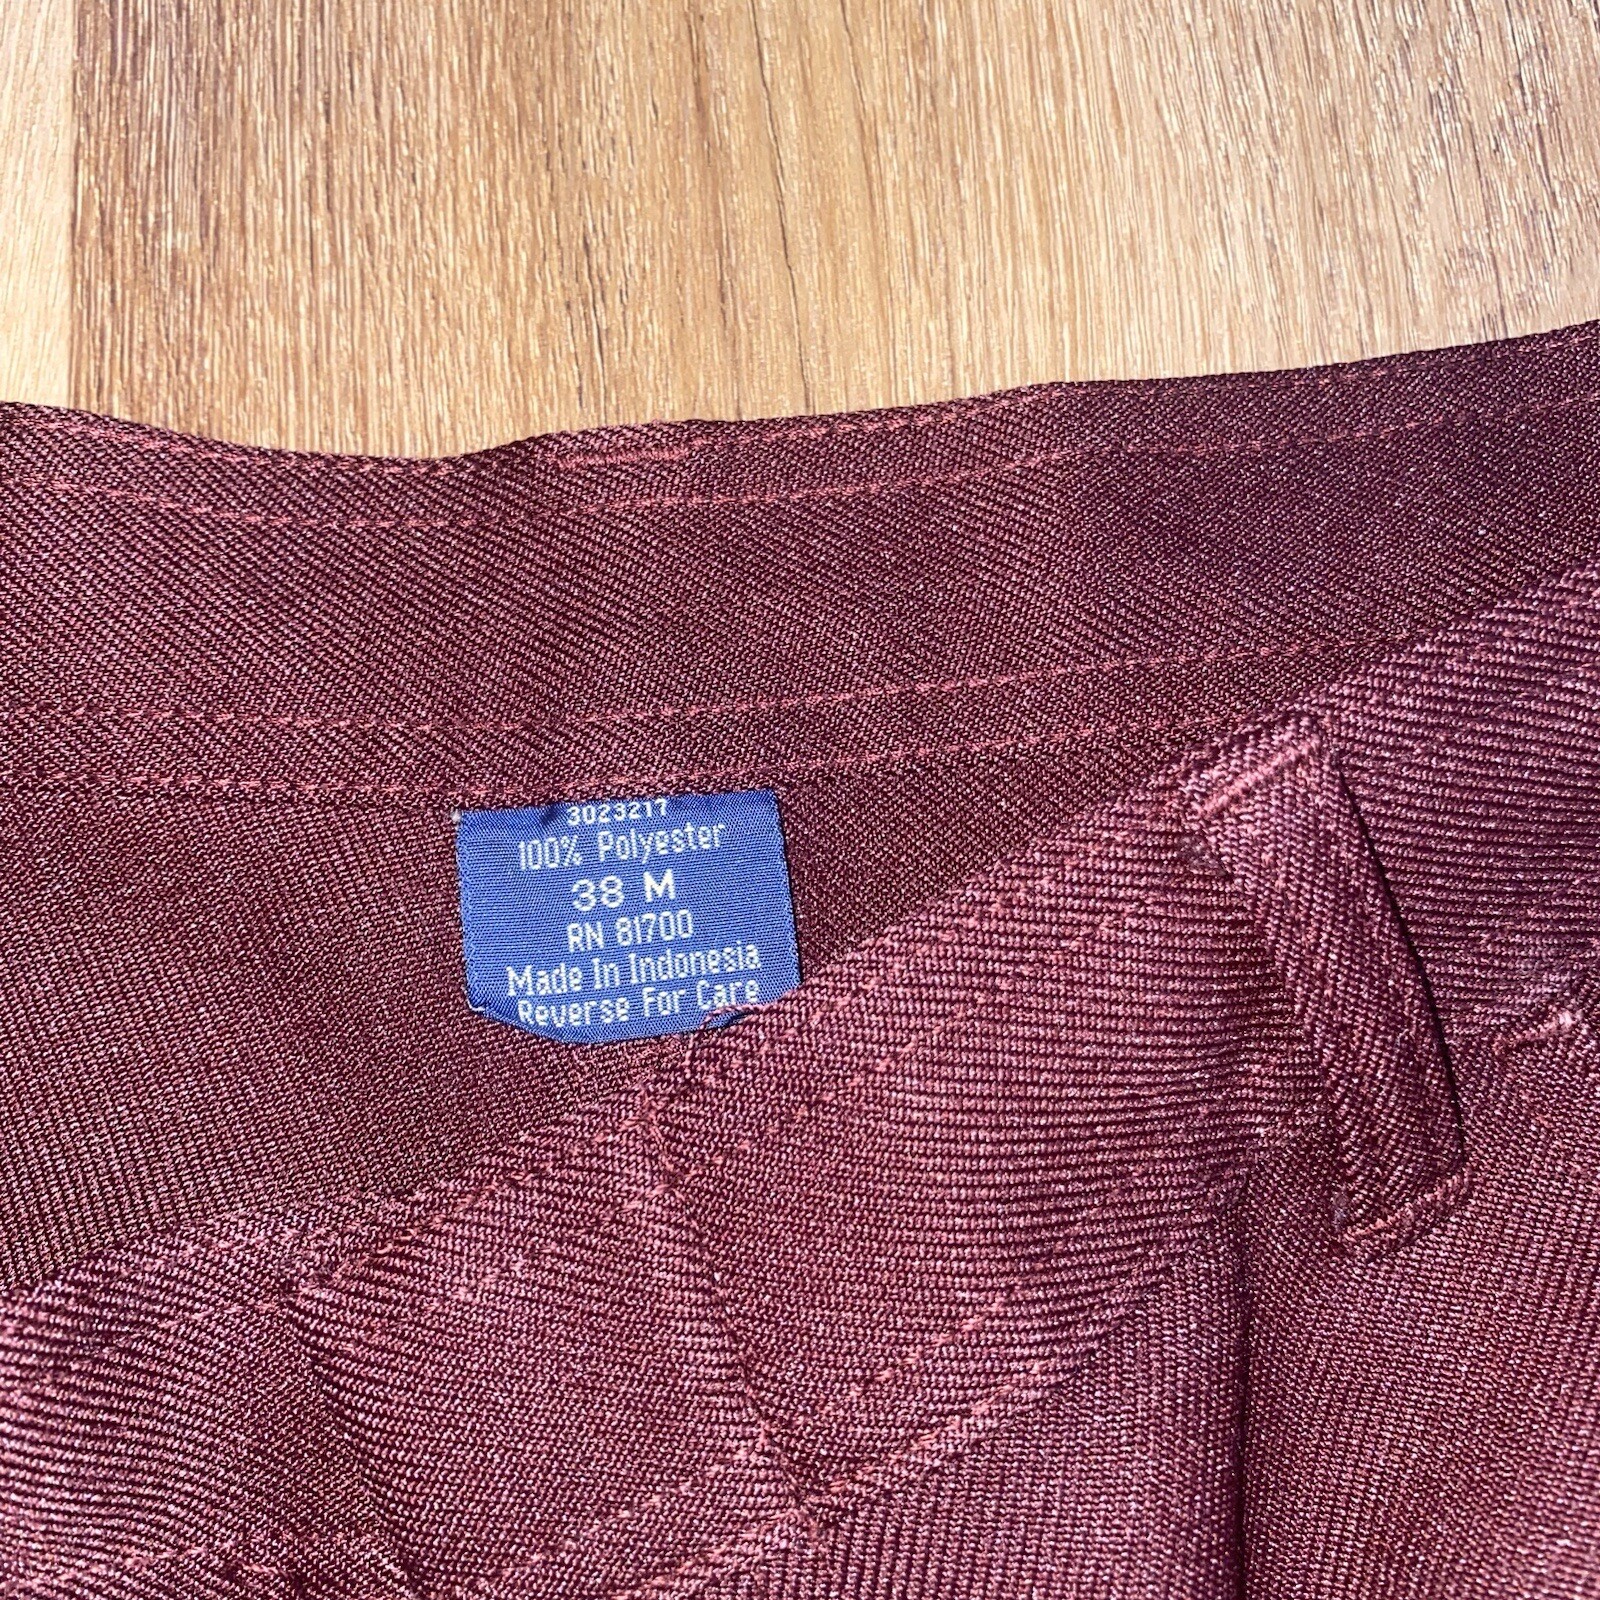 3023217
100% Polyester
38 M
RN 81700
Made In Indonesia
Reverse For Care